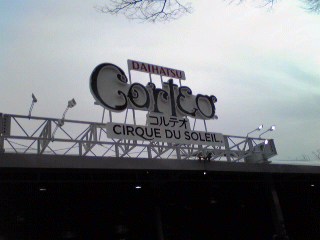 DAIHATSU
Corteo
コルテオ
CIRQUE DU SOLEIL